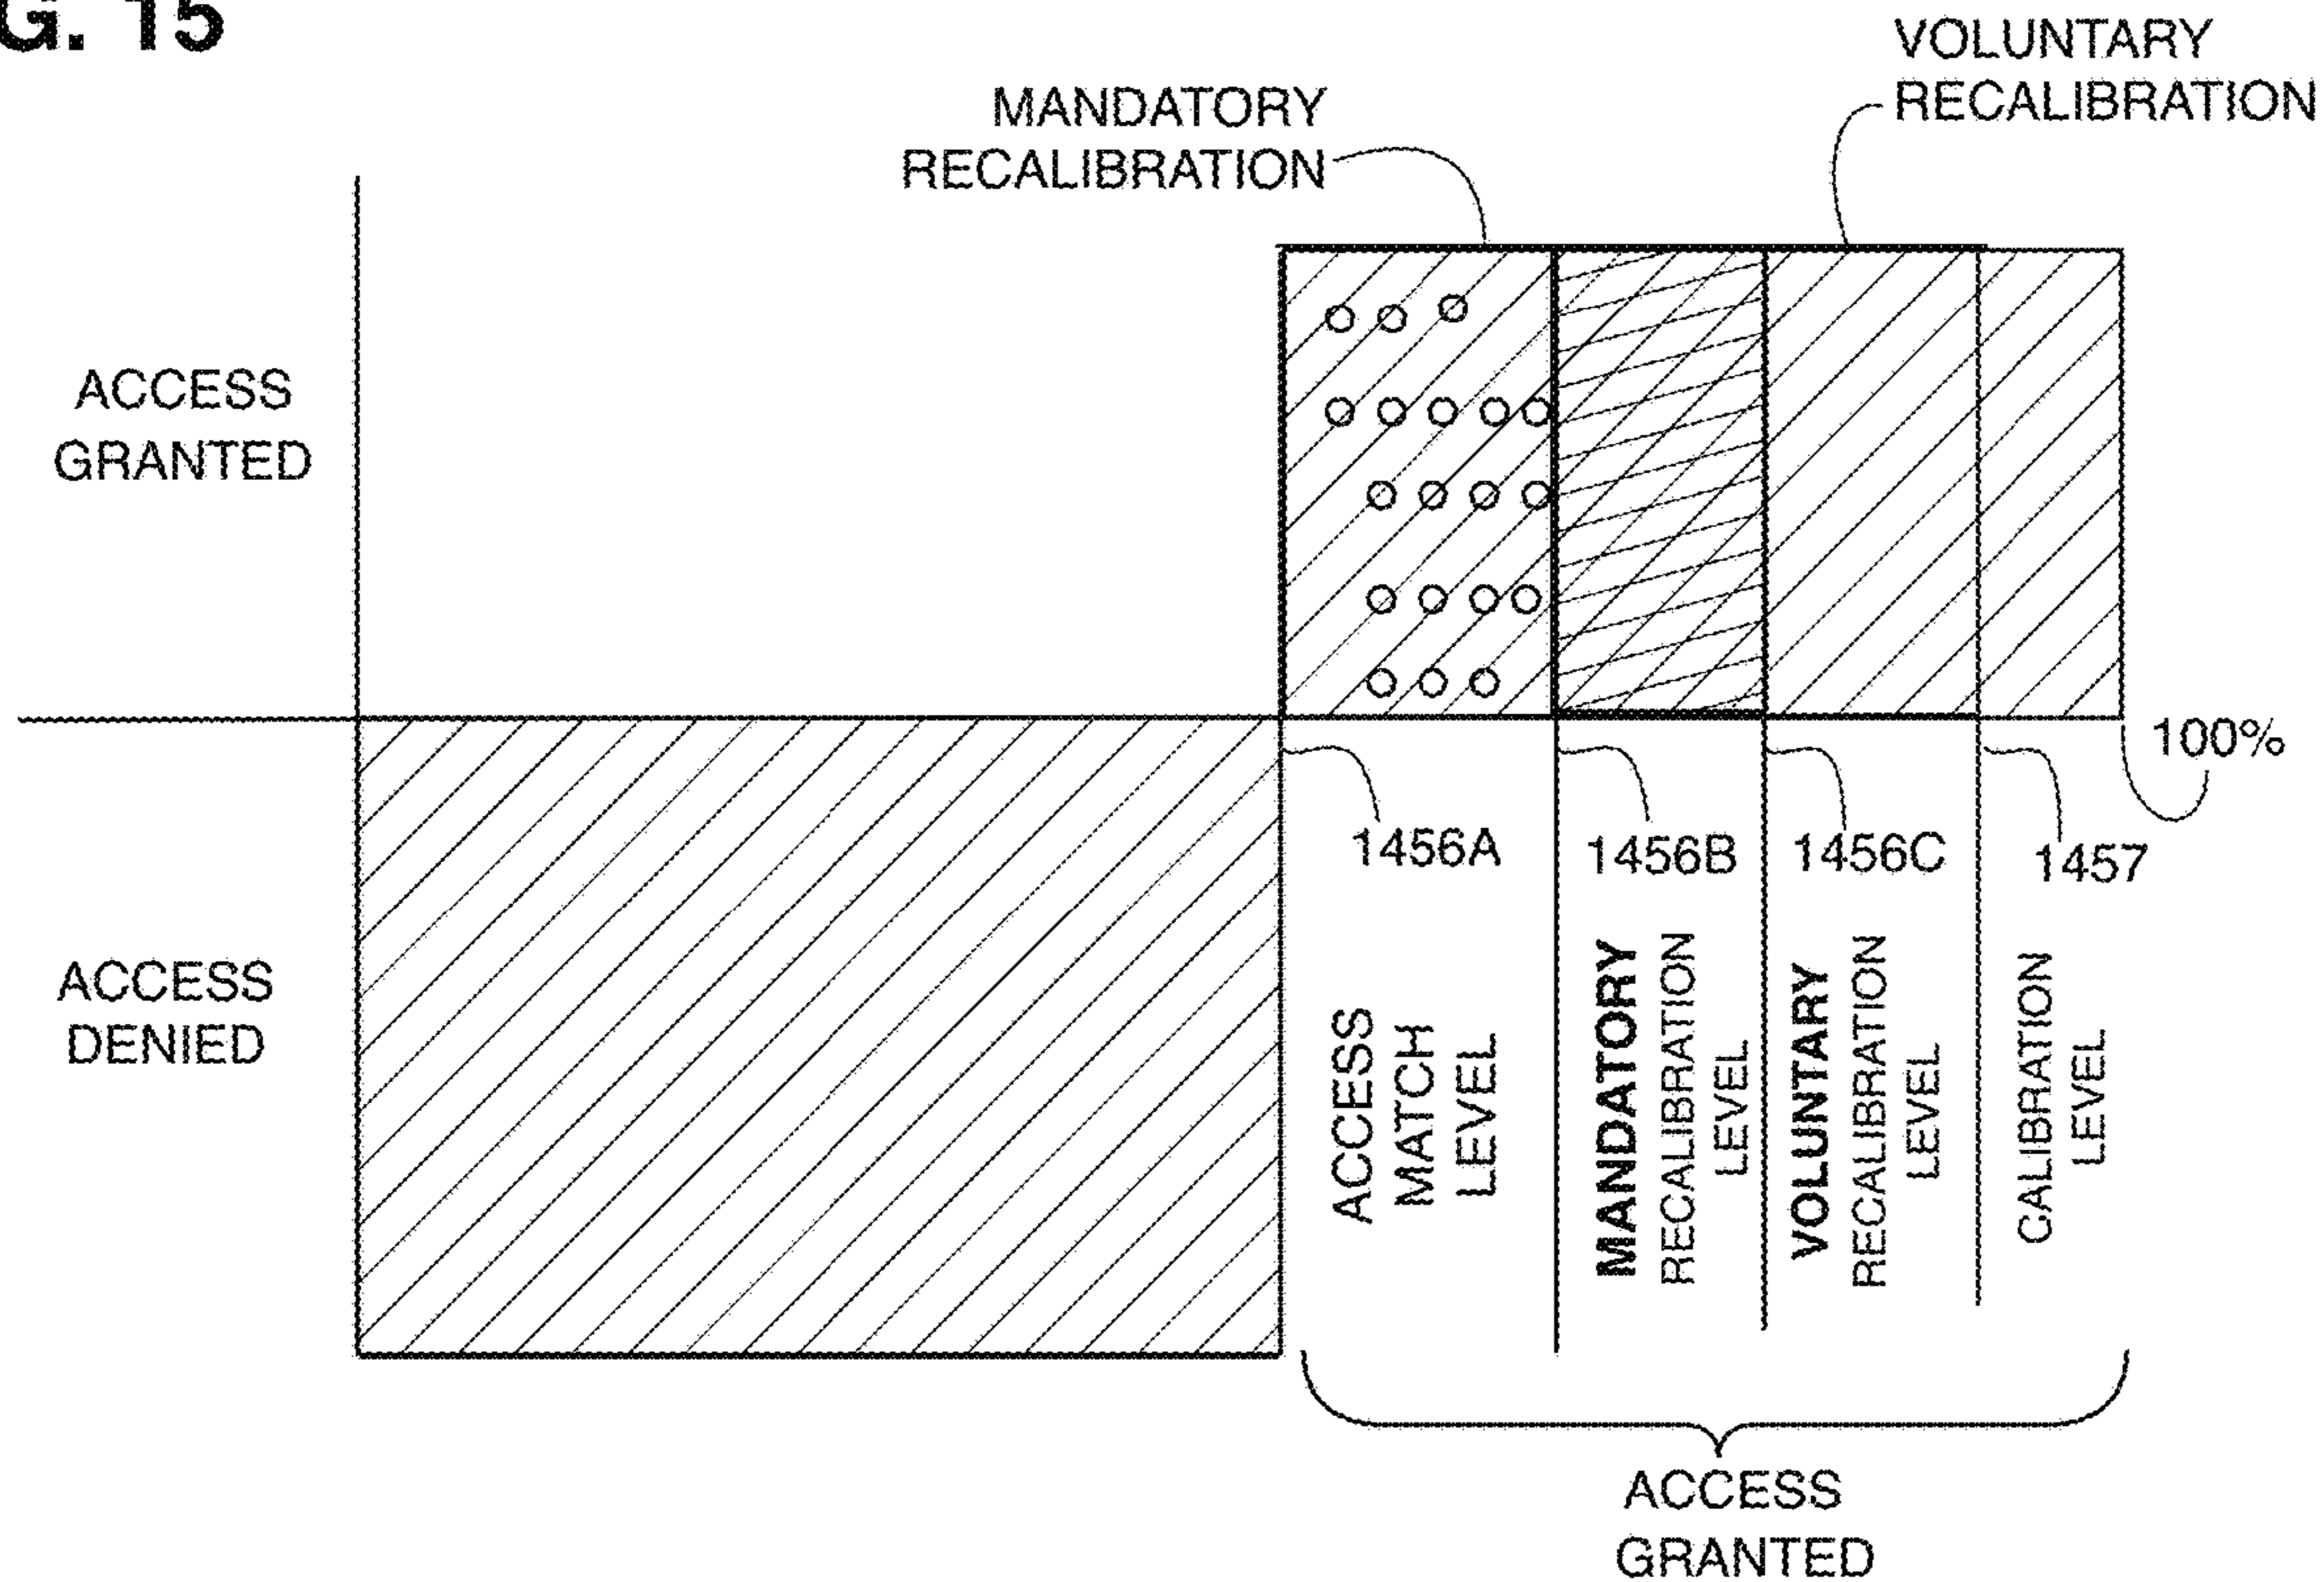 G. 15
VOLUNTARY
RECALIBRATION
MANDATORY
RECALIBRATION
ACCESS
GRANTED
100%
1456A
1456B
1456C
1457
ACCESS
DENIED
ACCESS
MATCH
LEVEL
MANDATORY
RECALIBRATION
LEVEL
VOLUNTARY
RECALIBRATION
LEVEL
CALIBRATION
LEVEL
ACCESS
GRANTED